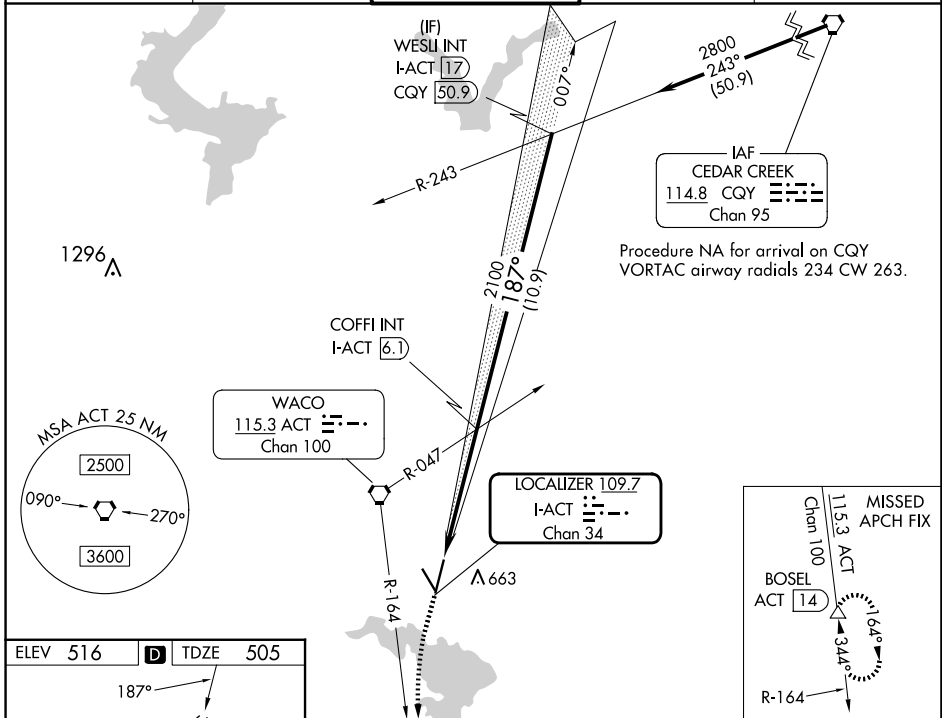 (IF)
WESLI INT
I-ACT 17
CQY 50.9
007°
2800
243°
(50.9)
R-243
IAF
CEDAR CREEK
114.8 CQY
Chan 95
Procedure NA for arrival on CQY
VORTAC airway radials 234 CW 263.
1296
2100
187°
(10.9)
COFFI INT
I-ACT 6.1
WACO
115.3 ACT
Chan 100
R-047
MSA ACT 25 NM
2500
090°
270°
3600
LOCALIZER 109.7
I-ACT
Chan 34
663
R-164
MISSED
APCH FIX
115.3 ACT
Chan 100
BOSEL
ACT 14
164°
344°
R-164
ELEV 516 D TDZE 505
187°